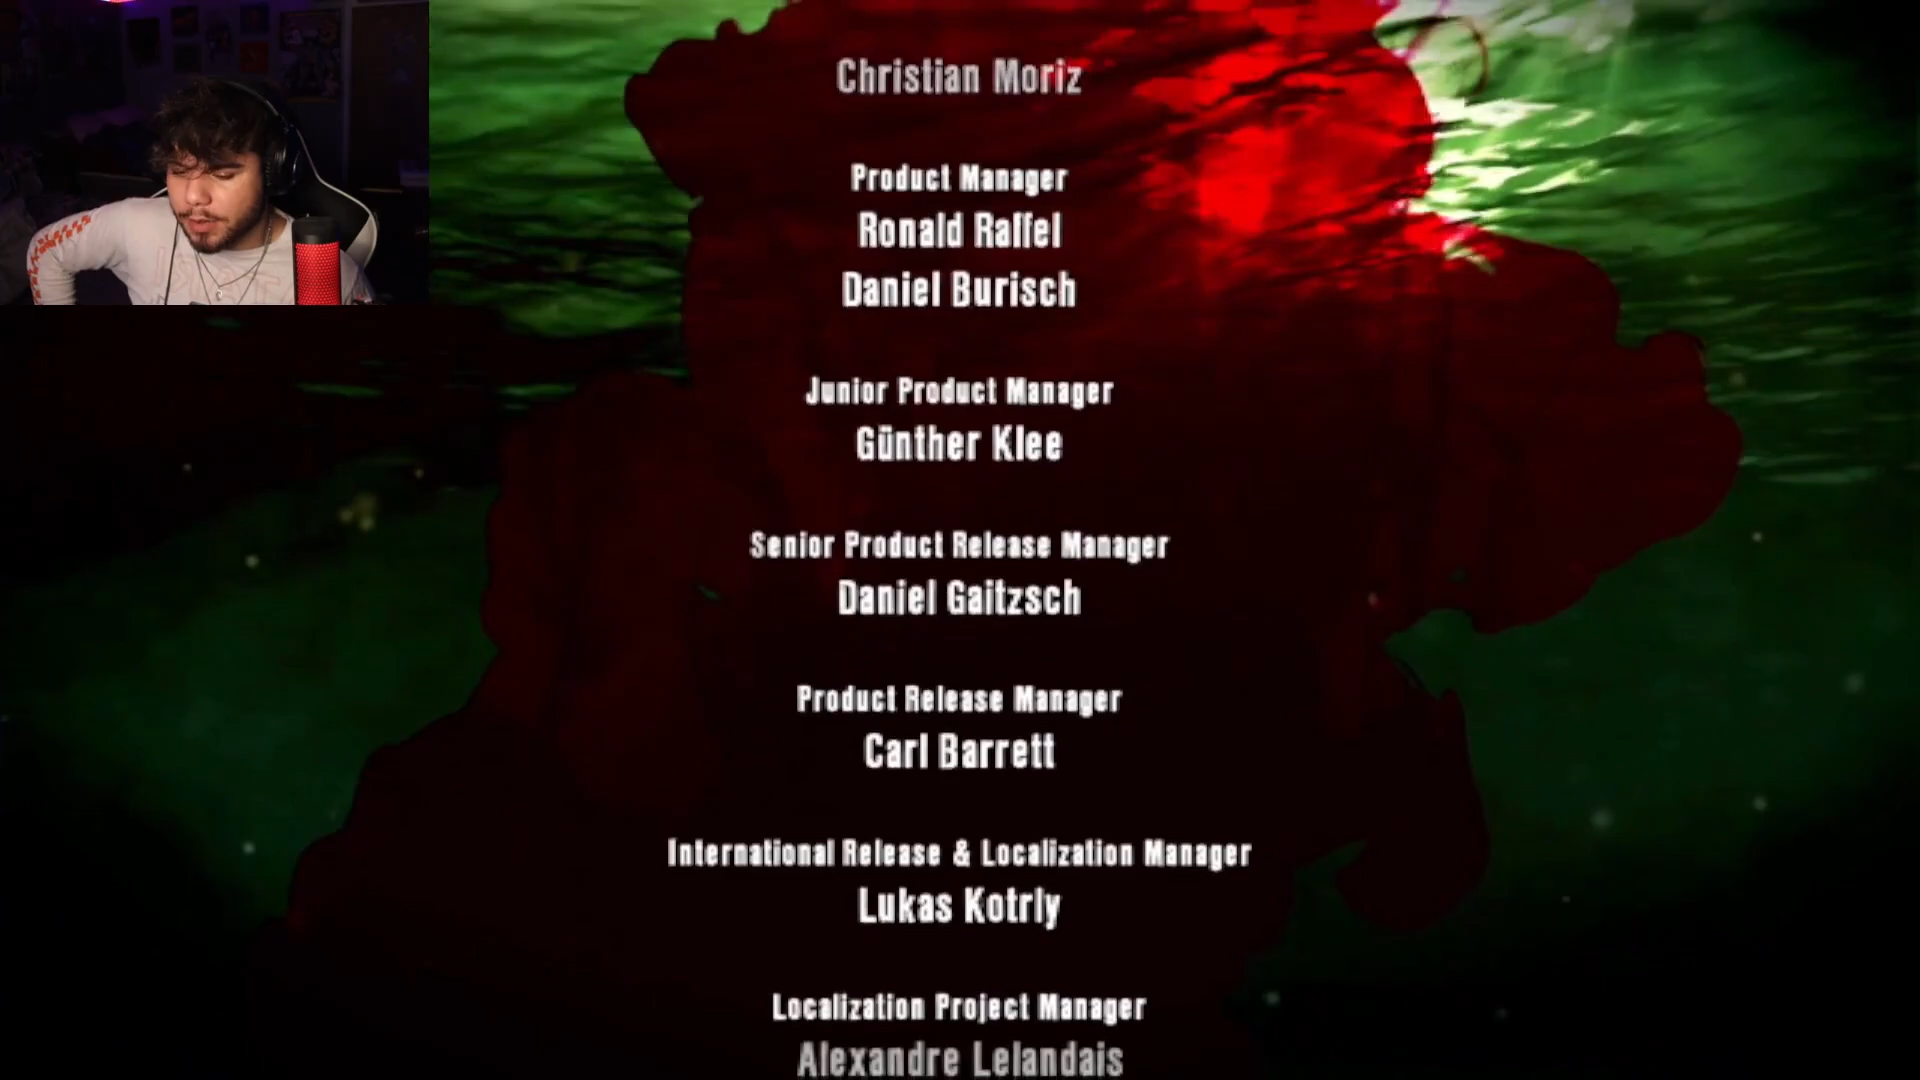 Christian Moriz
Product Manager
Ronald Raffel
Daniel Burisch
Junior Product Manager
Günther Klee
Senior Product Release Manager
Daniel Gaitzsch
Product Release Manager
Carl Barrett
International Release & Localization Manager
Lukas Kotrly
Localization Project Manager
Alexandre Lelandais